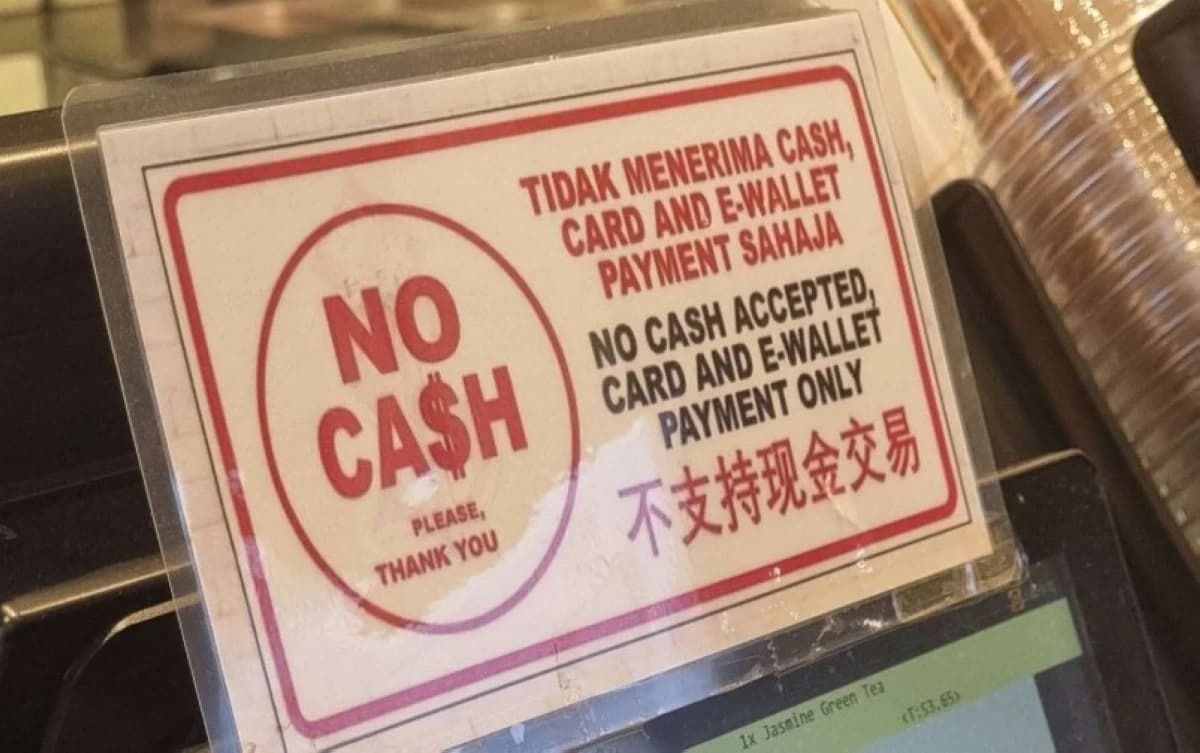 NO
CA$H
PLEASE,
THANK YOU
TIDAK MENERIMA CASH,
CARD AND E-WALLET
PAYMENT SAHAJA
NO CASH ACCEPTED,
CARD AND E-WALLET
PAYMENT ONLY
不支持现金交易
1x Jasmine Green Tea